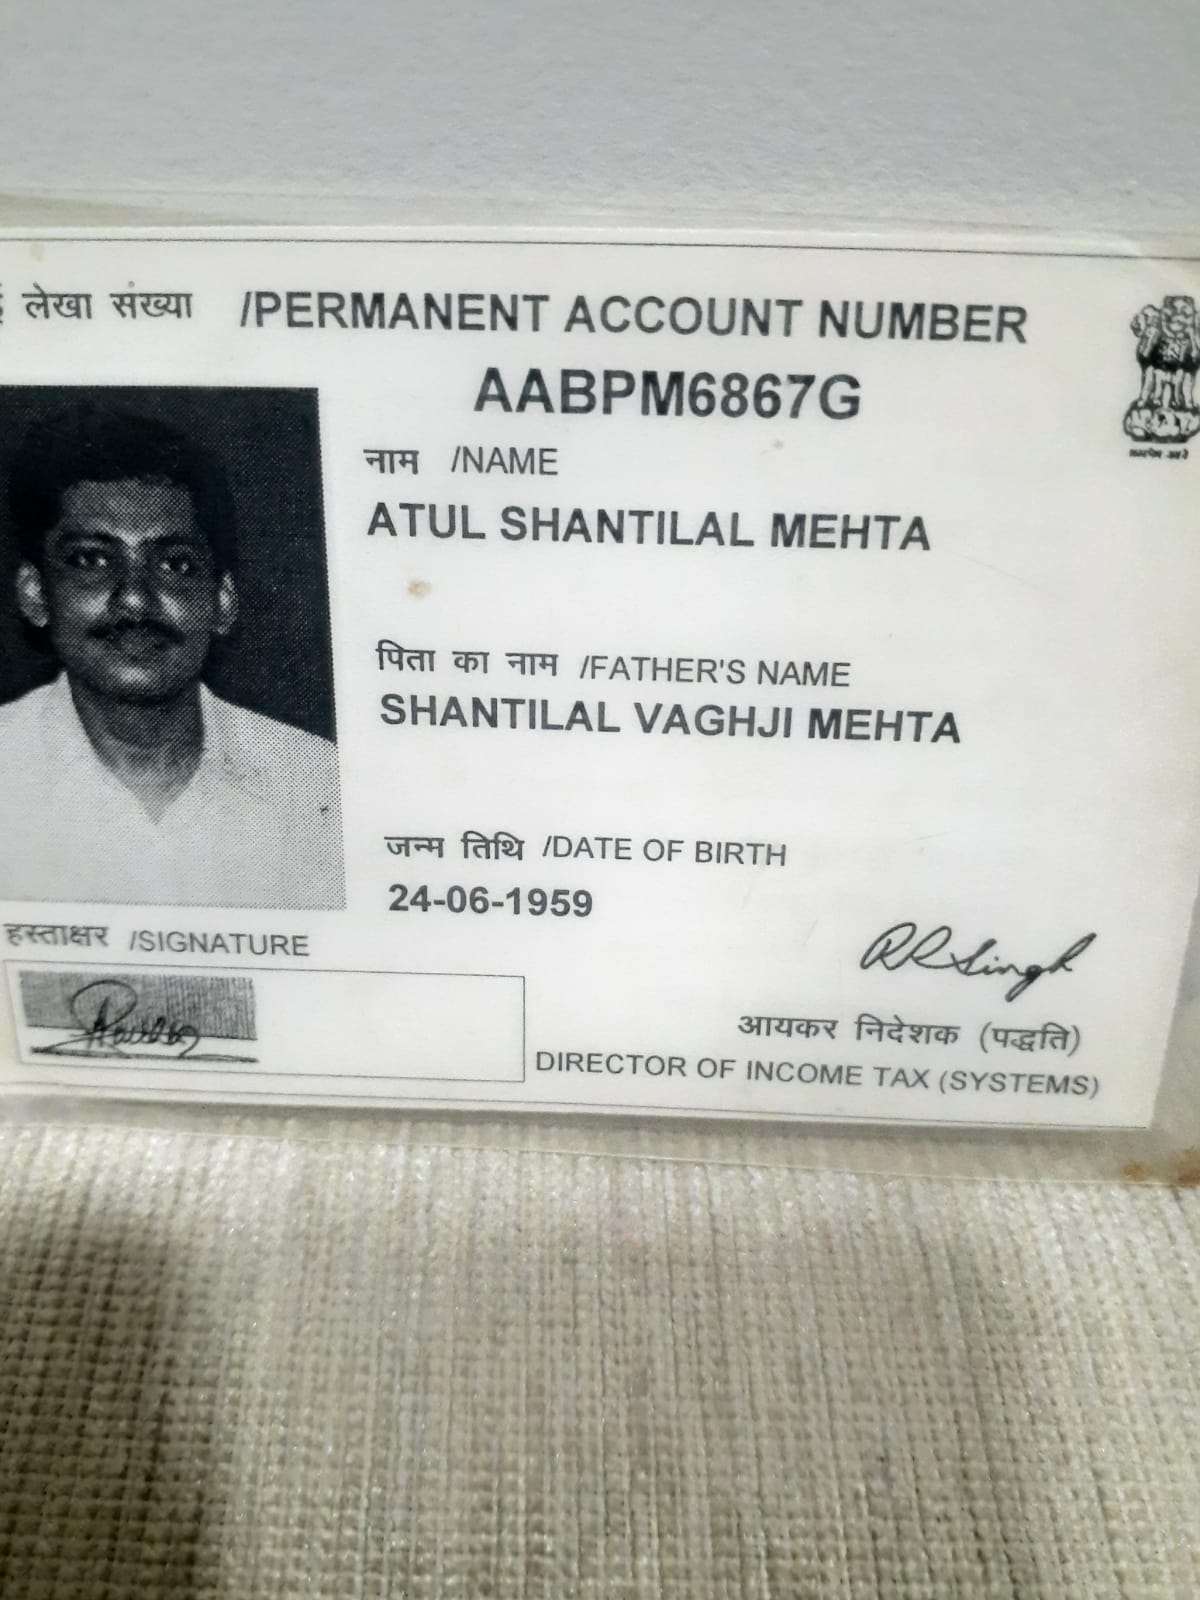 लेखा संख्या /PERMANENT ACCOUNT NUMBER
AABPM6867G
नाम /NAME
ATUL SHANTILAL MEHTA
पिता का नाम /FATHER'S NAME
SHANTILAL VAGHJI MEHTA
जन्म तिथि /DATE OF BIRTH
24-06-1959
हस्ताक्षर /SIGNATURE
RRSingh
आयकर निदेशक (पद्धति)
DIRECTOR OF INCOME TAX (SYSTEMS)